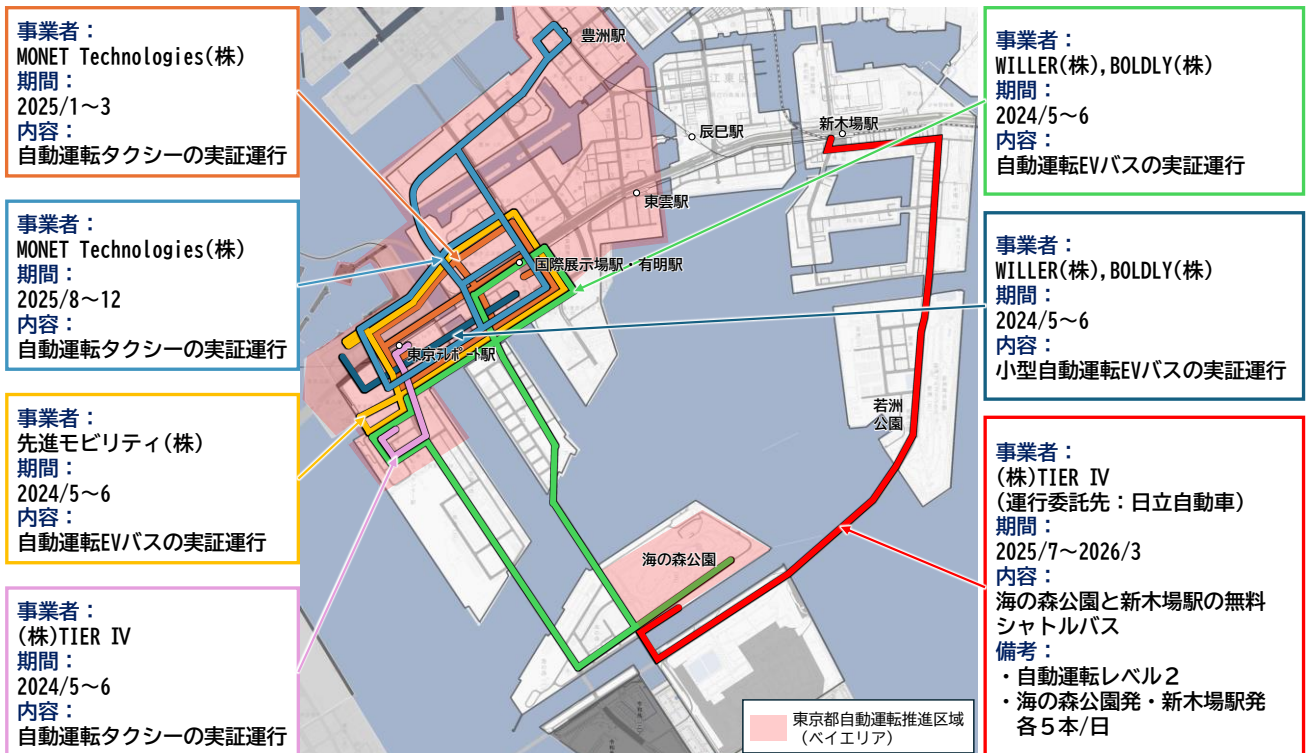 事業者：
MONET Technologies(株)
期間：
2025/1～3
内容：
自動運転タクシーの実証運行
事業者：
MONET Technologies(株)
期間：
2025/8～12
内容：
自動運転タクシーの実証運行
事業者：
先進モビリティ(株)
期間：
2024/5～6
内容：
自動運転EVバスの実証運行
事業者：
(株)TIER Ⅳ
期間：
2024/5～6
内容：
自動運転タクシーの実証運行
豊洲駅
江東区
辰巳駅
新木場駅
東雲駅
国際展示場駅・有明駅
東京テレポート駅
若洲
公園
海の森公園
東京都自動運転推進区域
（ベイエリア）
事業者：
WILLER(株),BOLDLY(株)
期間：
2024/5～6
内容：
自動運転EVバスの実証運行
事業者：
WILLER(株),BOLDLY(株)
期間：
2024/5～6
内容：
小型自動運転EVバスの実証運行
事業者：
(株)TIER Ⅳ
(運行委託先：日立自動車)
期間：
2025/7～2026/3
内容：
海の森公園と新木場駅の無料
シャトルバス
備考：
・自動運転レベル２
・海の森公園発・新木場駅発
各５本/日